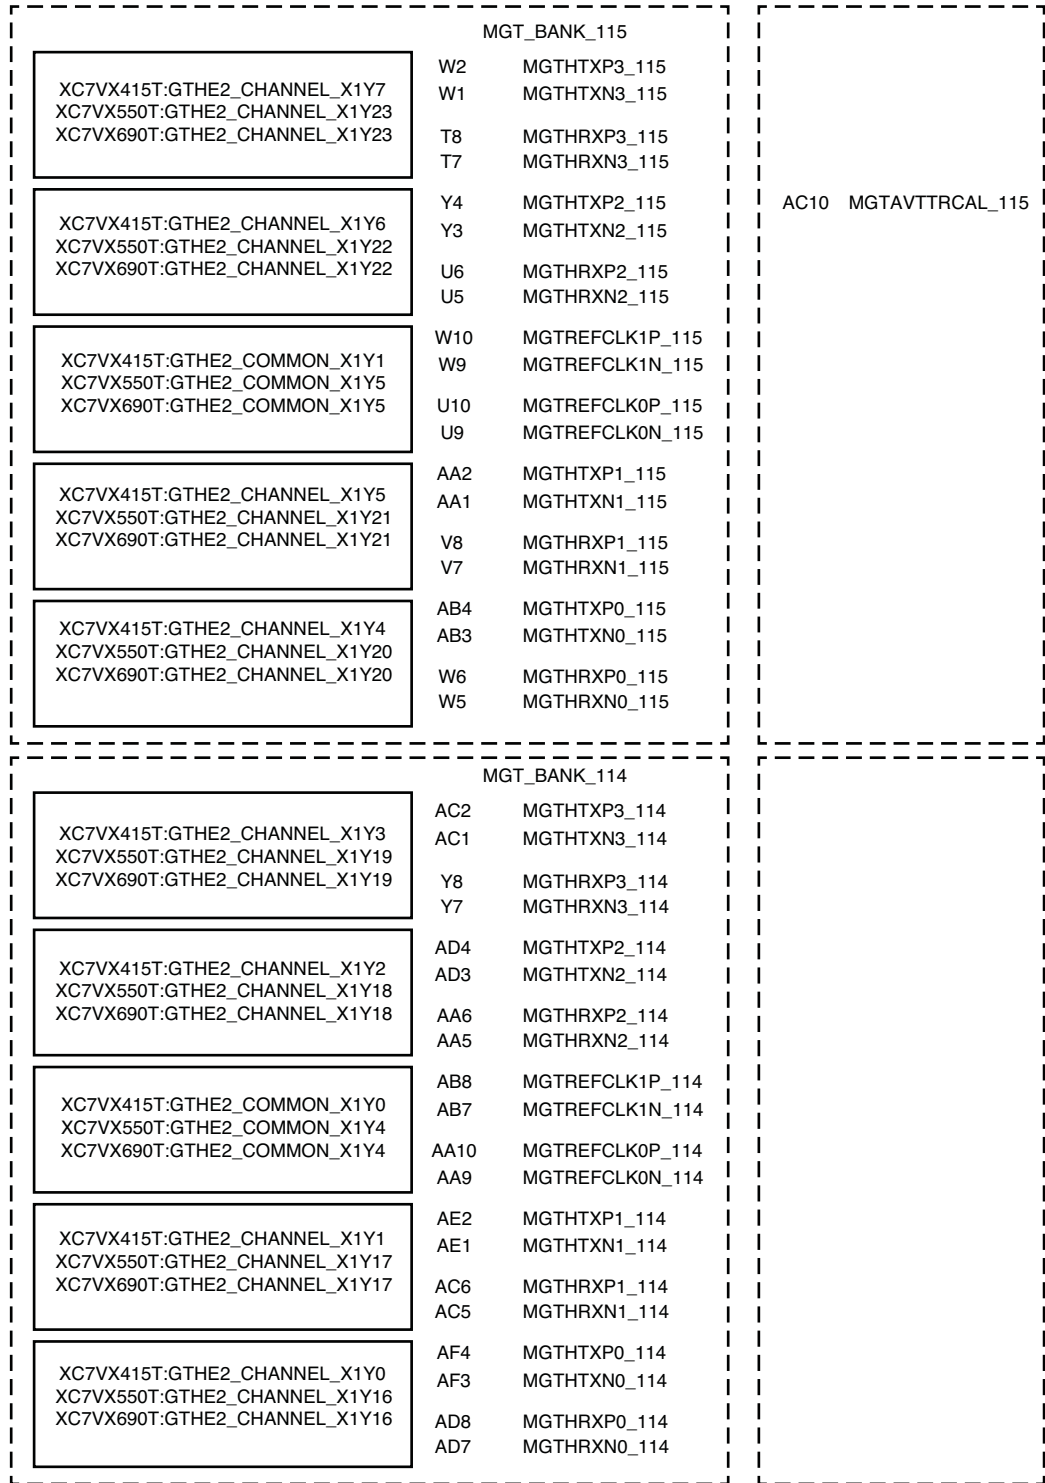 MGT_BANK_115
XC7VX415T:GTHE2_CHANNEL_X1Y7
XC7VX550T:GTHE2_CHANNEL_X1Y23
XC7VX690T:GTHE2_CHANNEL_X1Y23
W2 MGTHTXP3_115
W1 MGTHTXN3_115
T8 MGTHRXP3_115
T7 MGTHRXN3_115
XC7VX415T:GTHE2_CHANNEL_X1Y6
XC7VX550T:GTHE2_CHANNEL_X1Y22
XC7VX690T:GTHE2_CHANNEL_X1Y22
Y4 MGTHTXP2_115
Y3 MGTHTXN2_115
U6 MGTHRXP2_115
U5 MGTHRXN2_115
XC7VX415T:GTHE2_COMMON_X1Y1
XC7VX550T:GTHE2_COMMON_X1Y5
XC7VX690T:GTHE2_COMMON_X1Y5
W10 MGTREFCLK1P_115
W9 MGTREFCLK1N_115
U10 MGTREFCLK0P_115
U9 MGTREFCLK0N_115
XC7VX415T:GTHE2_CHANNEL_X1Y5
XC7VX550T:GTHE2_CHANNEL_X1Y21
XC7VX690T:GTHE2_CHANNEL_X1Y21
AA2 MGTHTXP1_115
AA1 MGTHTXN1_115
V8 MGTHRXP1_115
V7 MGTHRXN1_115
XC7VX415T:GTHE2_CHANNEL_X1Y4
XC7VX550T:GTHE2_CHANNEL_X1Y20
XC7VX690T:GTHE2_CHANNEL_X1Y20
AB4 MGTHTXP0_115
AB3 MGTHTXN0_115
W6 MGTHRXP0_115
W5 MGTHRXN0_115
AC10 MGTAVTTRCAL_115
MGT_BANK_114
XC7VX415T:GTHE2_CHANNEL_X1Y3
XC7VX550T:GTHE2_CHANNEL_X1Y19
XC7VX690T:GTHE2_CHANNEL_X1Y19
AC2 MGTHTXP3_114
AC1 MGTHTXN3_114
Y8 MGTHRXP3_114
Y7 MGTHRXN3_114
XC7VX415T:GTHE2_CHANNEL_X1Y2
XC7VX550T:GTHE2_CHANNEL_X1Y18
XC7VX690T:GTHE2_CHANNEL_X1Y18
AD4 MGTHTXP2_114
AD3 MGTHTXN2_114
AA6 MGTHRXP2_114
AA5 MGTHRXN2_114
XC7VX415T:GTHE2_COMMON_X1Y0
XC7VX550T:GTHE2_COMMON_X1Y4
XC7VX690T:GTHE2_COMMON_X1Y4
AB8 MGTREFCLK1P_114
AB7 MGTREFCLK1N_114
AA10 MGTREFCLK0P_114
AA9 MGTREFCLK0N_114
XC7VX415T:GTHE2_CHANNEL_X1Y1
XC7VX550T:GTHE2_CHANNEL_X1Y17
XC7VX690T:GTHE2_CHANNEL_X1Y17
AE2 MGTHTXP1_114
AE1 MGTHTXN1_114
AC6 MGTHRXP1_114
AC5 MGTHRXN1_114
XC7VX415T:GTHE2_CHANNEL_X1Y0
XC7VX550T:GTHE2_CHANNEL_X1Y16
XC7VX690T:GTHE2_CHANNEL_X1Y16
AF4 MGTHTXP0_114
AF3 MGTHTXN0_114
AD8 MGTHRXP0_114
AD7 MGTHRXN0_114